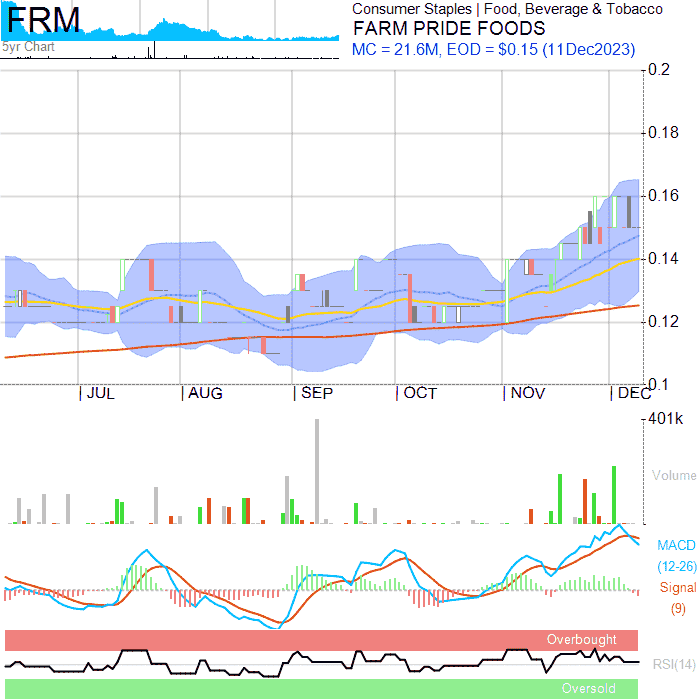 FRM
5yr Chart
Consumer Staples | Food, Beverage & Tobacco
FARM PRIDE FOODS
MC = 21.6M, EOD = $0.15 (11Dec2023)
0.2
0.18
0.16
0.14
0.12
0.1
JUL AUG SEP OCT NOV DEC
401k
Volume
MACD
(12-26)
Signal
(9)
Overbought
RSI(14)
Oversold